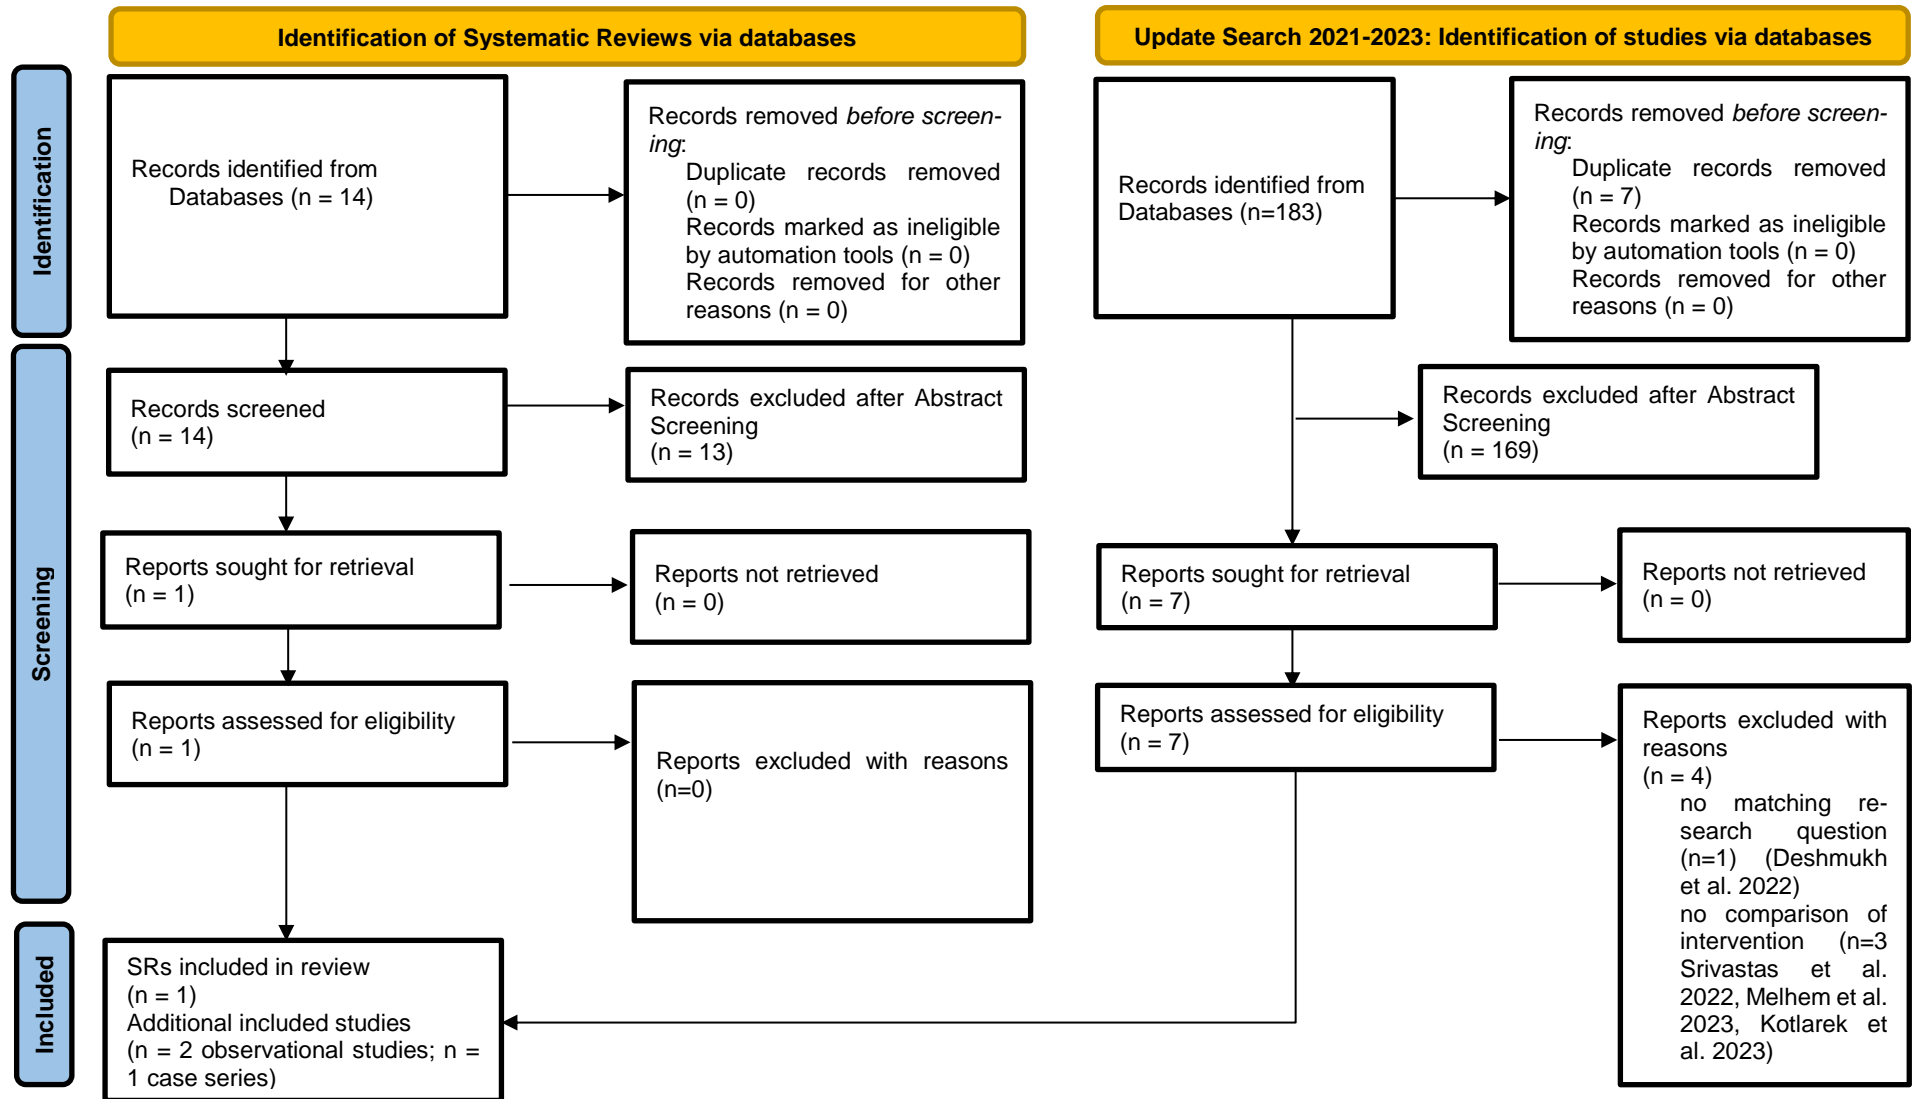 Identification of Systematic Reviews via databases
Update Search 2021-2023: Identification of studies via databases
Identification
Records identified from
Databases (n = 14)
Records removed before screen-
ing:
Duplicate records removed
(n = 0)
Records marked as ineligible
by automation tools (n = 0)
Records removed for other
reasons (n = 0)
Records identified from
Databases (n=183)
Records removed before screen-
ing:
Duplicate records removed
(n = 7)
Records marked as ineligible
by automation tools (n = 0)
Records removed for other
reasons (n = 0)
Screening
Records screened
(n = 14)
Records excluded after Abstract
Screening
(n = 13)
Records excluded after Abstract
Screening
(n = 169)
Reports sought for retrieval
(n = 1)
Reports not retrieved
(n = 0)
Reports sought for retrieval
(n = 7)
Reports not retrieved
(n = 0)
Reports assessed for eligibility
(n = 1)
Reports excluded with reasons
(n=0)
Reports assessed for eligibility
(n = 7)
Reports excluded with
reasons
(n = 4)
no matching re-
search question
(n=1) (Deshmukh
et al. 2022)
no comparison of
intervention (n=3
Srivastas et al.
2022, Melhem et al.
2023, Kotlarek et
al. 2023)
Included
SRs included in review
(n = 1)
Additional included studies
(n = 2 observational studies; n =
1 case series)